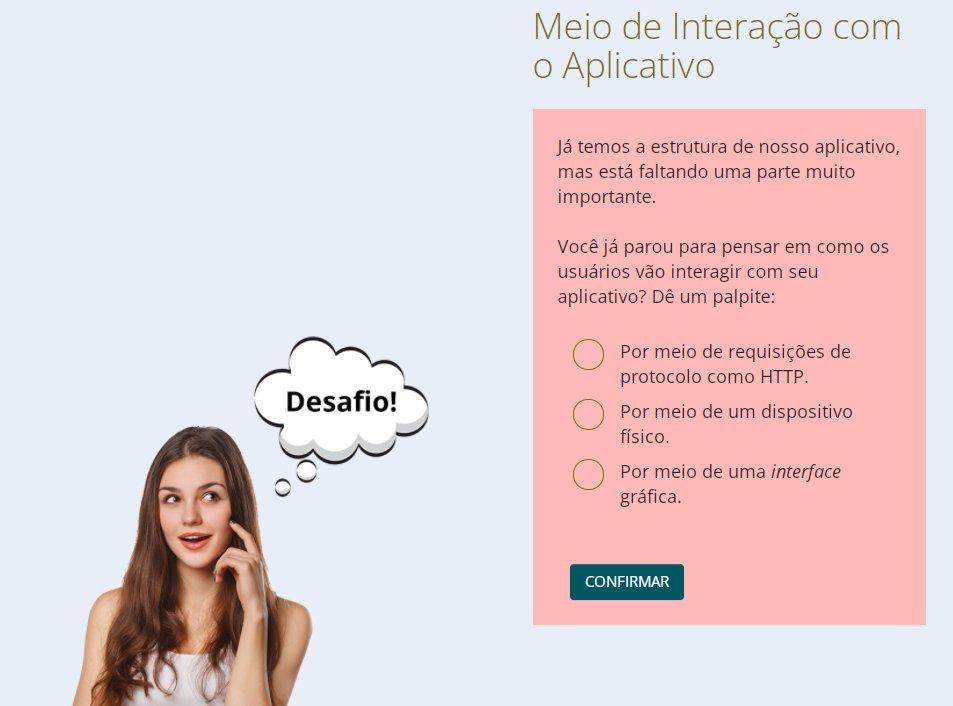 Meio de Interação com
o Aplicativo
Já temos a estrutura de nosso aplicativo,
mas está faltando uma parte muito
importante.
Você já parou para pensar em como os
usuários vão interagir com seu
aplicativo? Dê um palpite:
Por meio de requisições de
protocolo como HTTP.
Por meio de um dispositivo
físico.
Por meio de uma interface
gráfica.
CONFIRMAR
Desafio!